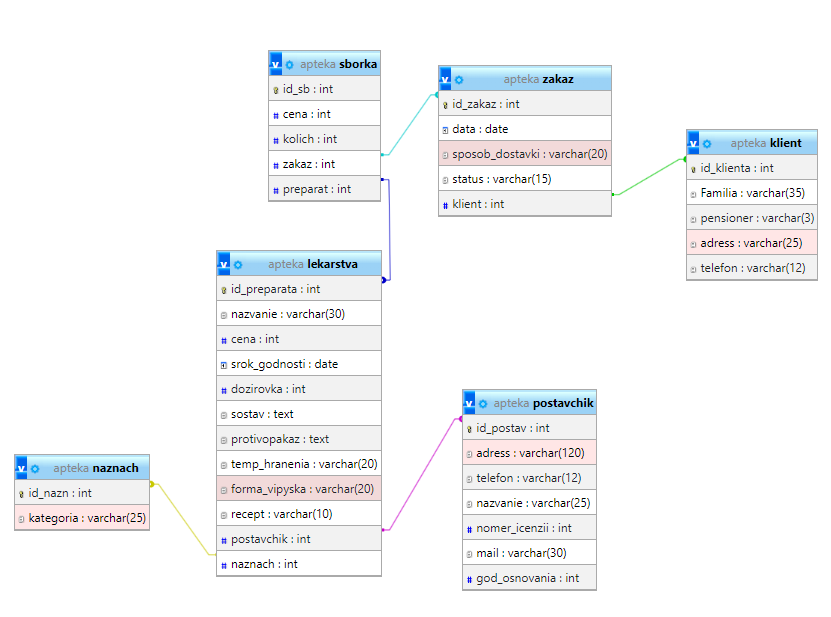 apteka sborka
id_sb : int
cena : int
kolich : int
zakaz : int
preparat : int
apteka zakaz
id_zakaz : int
data : date
sposob_dostavki : varchar(20)
status : varchar(15)
klient : int
apteka klient
id_klienta : int
Familia : varchar(35)
pensioner : varchar(3)
adress : varchar(25)
telefon : varchar(12)
apteka lekarstva
id_preparata : int
nazvanie : varchar(30)
cena : int
srok_godnosti : date
dozirovka : int
sostav : text
protivopakaz : text
temp_hranenia : varchar(20)
forma_vipyska : varchar(20)
recept : varchar(10)
postavchik : int
naznach : int
apteka postavchik
id_postav : int
adress : varchar(120)
telefon : varchar(12)
nazvanie : varchar(25)
nomer_icenzii : int
mail : varchar(30)
god_osnovania : int
apteka naznach
id_nazn : int
kategoria : varchar(25)